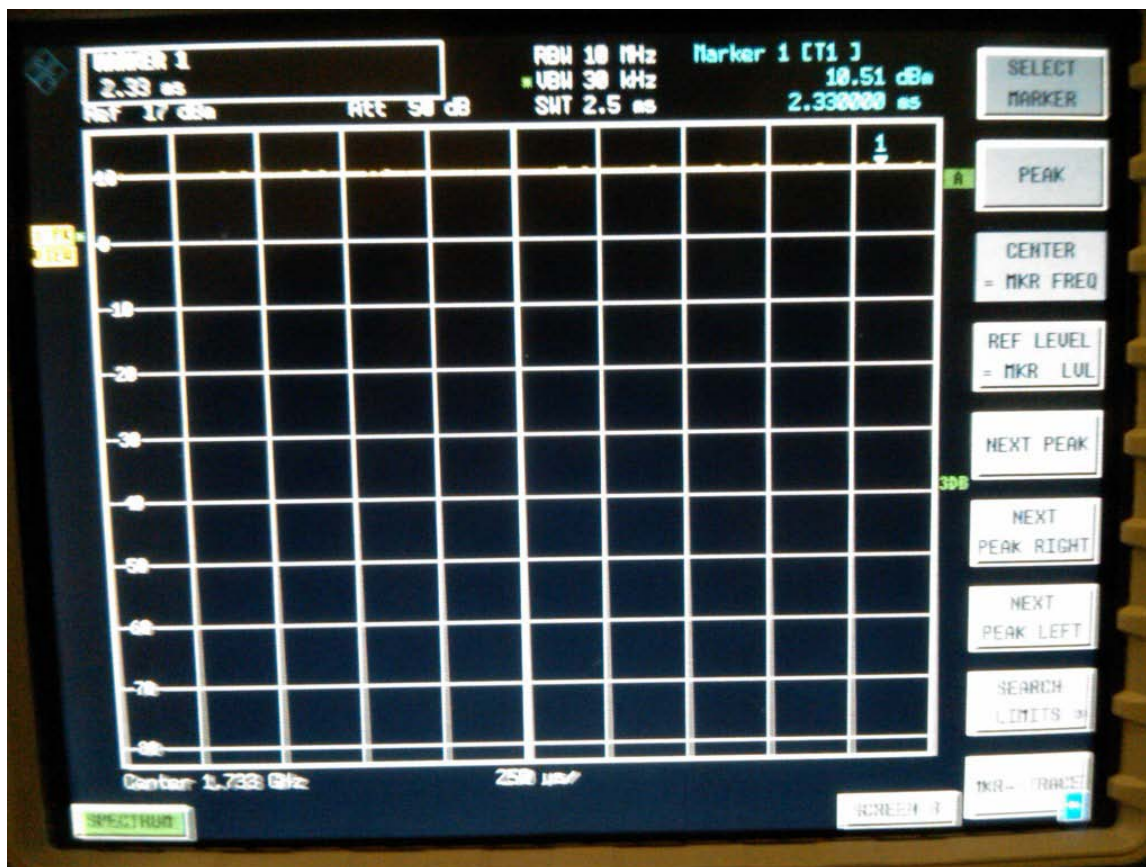 MARKER 1
2.33 ms
Ref 17 dBm
Att 50 dB
RBW 10 MHz
VBW 30 kHz
SWT 2.5 ms
Marker 1 [T1 ]
10.51 dBm
2.330000 ms
1
10
0
-10
-20
-30
-40
-50
-60
-70
-80
A
3DB
Center 1.733 GHz
250 µs/
SPECTRUM
SELECT
MARKER
PEAK
CENTER
= MKR FREQ
REF LEVEL
= MKR LVL
NEXT PEAK
NEXT
PEAK RIGHT
NEXT
PEAK LEFT
SEARCH
LIMITS
TRACE
SCREEN